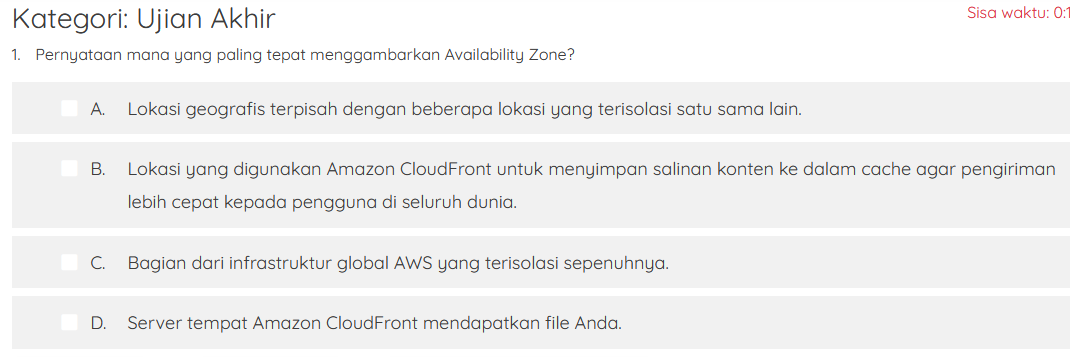 Kategori: Ujian Akhir
Sisa waktu: 0:1
1. Pernyataan mana yang paling tepat menggambarkan Availability Zone?
A. Lokasi geografis terpisah dengan beberapa lokasi yang terisolasi satu sama lain.
B. Lokasi yang digunakan Amazon CloudFront untuk menyimpan salinan konten ke dalam cache agar pengiriman
lebih cepat kepada pengguna di seluruh dunia.
C. Bagian dari infrastruktur global AWS yang terisolasi sepenuhnya.
D. Server tempat Amazon CloudFront mendapatkan file Anda.